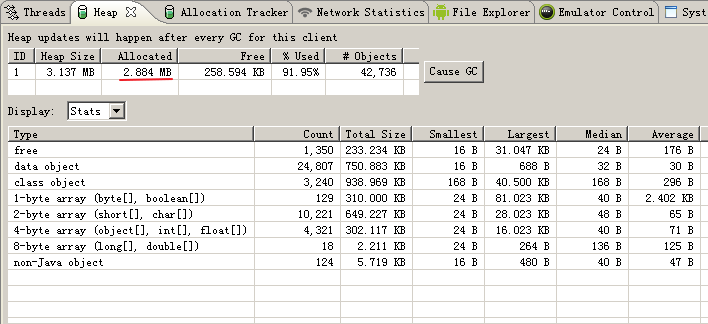 Threads Heap Allocation Tracker Network Statistics File Explorer Emulator Control Syst
Heap updates will happen after every GC for this client
ID Heap Size Allocated Free % Used # Objects
1 3.137 MB 2.884 MB 258.594 KB 91.95% 42,736
Cause GC
Display: Stats
Type Count Total Size Smallest Largest Median Average
free 1,350 233.234 KB 16 B 31.047 KB 24 B 176 B
data object 24,807 750.883 KB 16 B 688 B 32 B 30 B
class object 3,240 938.969 KB 168 B 40.500 KB 168 B 296 B
1-byte array (byte[], boolean[]) 129 310.000 KB 24 B 81.023 KB 40 B 2.402 KB
2-byte array (short[], char[]) 10,221 649.227 KB 24 B 28.023 KB 48 B 65 B
4-byte array (object[], int[], float[]) 4,321 302.117 KB 24 B 16.023 KB 40 B 71 B
8-byte array (long[], double[]) 18 2.211 KB 24 B 264 B 136 B 125 B
non-Java object 124 5.719 KB 16 B 480 B 40 B 47 B